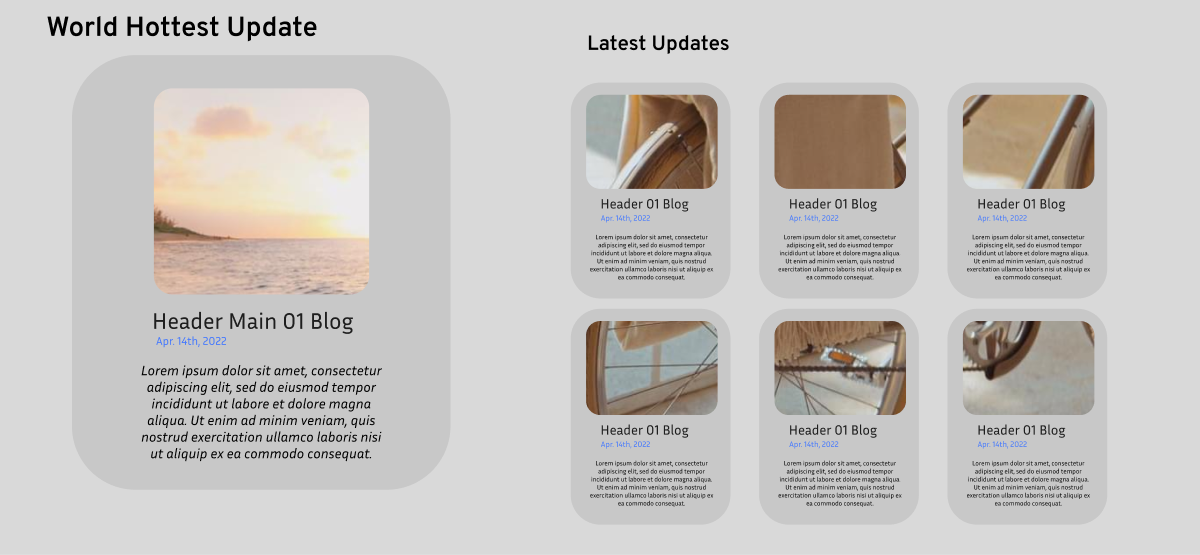 World Hottest Update
Header Main 01 Blog
Apr. 14th, 2022
Lorem ipsum dolor sit amet, consectetur
adipiscing elit, sed do eiusmod tempor
incididunt ut labore et dolore magna
aliqua. Ut enim ad minim veniam, quis
nostrud exercitation ullamco laboris nisi
ut aliquip ex ea commodo consequat.
Latest Updates
Header 01 Blog
Apr. 14th, 2022
Lorem ipsum dolor sit amet, consectetur
adipiscing elit, sed do eiusmod tempor
incididunt ut labore et dolore magna aliqua.
Ut enim ad minim veniam, quis nostrud
exercitation ullamco laboris nisi ut aliquip ex
ea commodo consequat.
Header 01 Blog
Apr. 14th, 2022
Lorem ipsum dolor sit amet, consectetur
adipiscing elit, sed do eiusmod tempor
incididunt ut labore et dolore magna aliqua.
Ut enim ad minim veniam, quis nostrud
exercitation ullamco laboris nisi ut aliquip ex
ea commodo consequat.
Header 01 Blog
Apr. 14th, 2022
Lorem ipsum dolor sit amet, consectetur
adipiscing elit, sed do eiusmod tempor
incididunt ut labore et dolore magna aliqua.
Ut enim ad minim veniam, quis nostrud
exercitation ullamco laboris nisi ut aliquip ex
ea commodo consequat.
Header 01 Blog
Apr. 14th, 2022
Lorem ipsum dolor sit amet, consectetur
adipiscing elit, sed do eiusmod tempor
incididunt ut labore et dolore magna aliqua.
Ut enim ad minim veniam, quis nostrud
exercitation ullamco laboris nisi ut aliquip ex
ea commodo consequat.
Header 01 Blog
Apr. 14th, 2022
Lorem ipsum dolor sit amet, consectetur
adipiscing elit, sed do eiusmod tempor
incididunt ut labore et dolore magna aliqua.
Ut enim ad minim veniam, quis nostrud
exercitation ullamco laboris nisi ut aliquip ex
ea commodo consequat.
Header 01 Blog
Apr. 14th, 2022
Lorem ipsum dolor sit amet, consectetur
adipiscing elit, sed do eiusmod tempor
incididunt ut labore et dolore magna aliqua.
Ut enim ad minim veniam, quis nostrud
exercitation ullamco laboris nisi ut aliquip ex
ea commodo consequat.